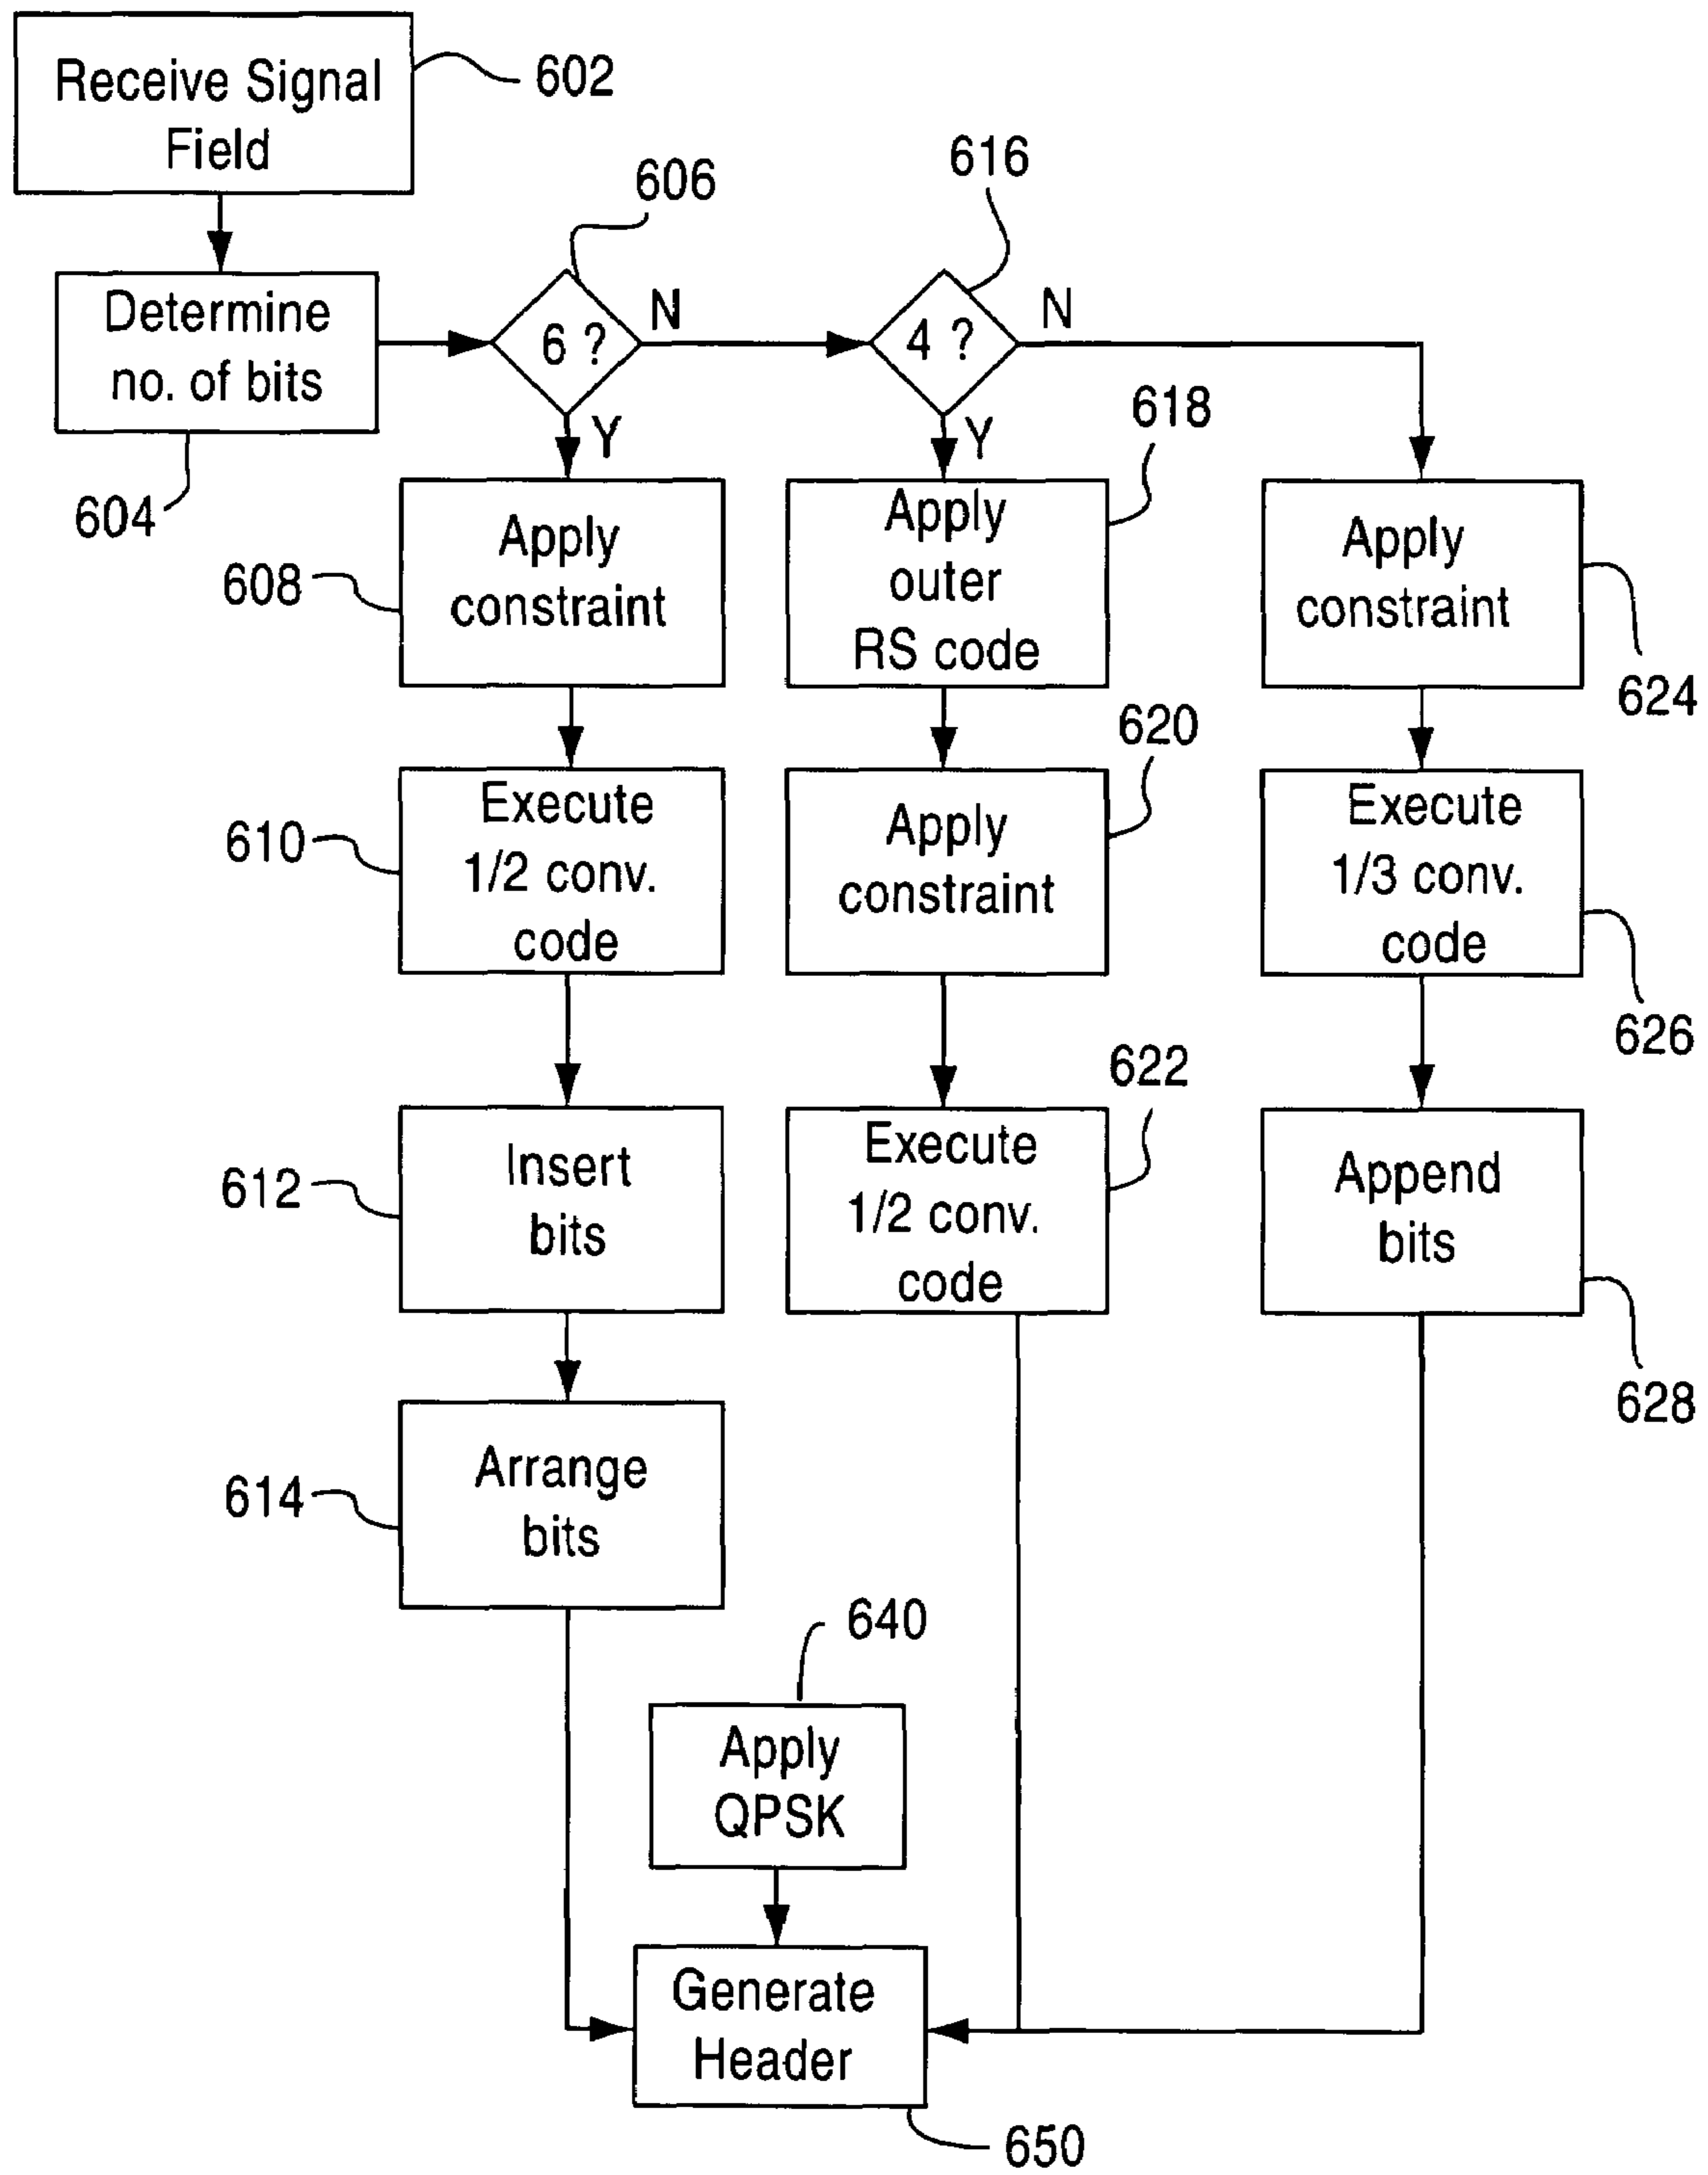 Receive Signal
Field
602
606
616
Determine
no. of bits
604
6 ?
N
Y
4 ?
N
Y
618
608
Apply
constraint
Apply
outer
RS code
Apply
constraint
624
620
610
Execute
1/2 conv.
code
Apply
constraint
Execute
1/3 conv.
code
626
622
612
Insert
bits
Execute
1/2 conv.
code
Append
bits
628
614
Arrange
bits
640
Apply
QPSK
Generate
Header
650